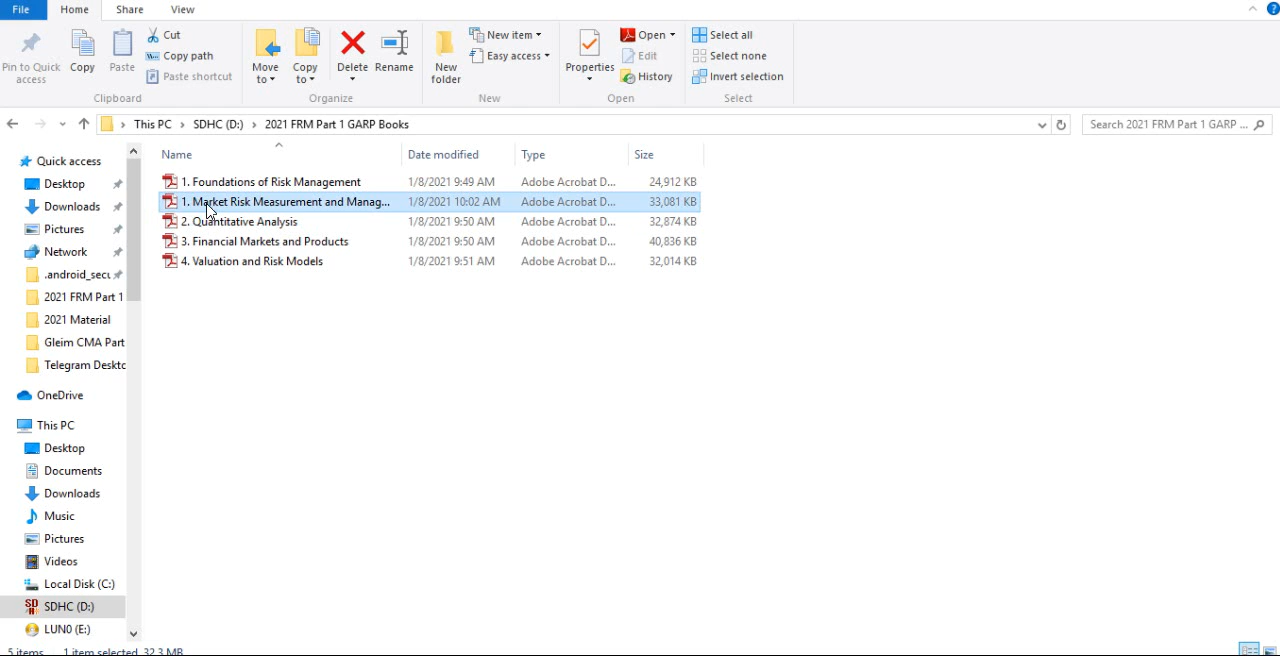 File Home Share View
Pin to Quick access
Copy
Paste
Cut
Copy path
Paste shortcut
Clipboard
Move to
Copy to
Delete
Rename
Organize
New folder
New item
Easy access
New
Properties
Open
Edit
History
Open
Select all
Select none
Invert selection
Select
This PC > SDHC (D:) > 2021 FRM Part 1 GARP Books
Search 2021 FRM Part 1 GARP ...
Name Date modified Type Size
1. Foundations of Risk Management 1/8/2021 9:49 AM Adobe Acrobat D... 24,912 KB
1. Market Risk Measurement and Manag... 1/8/2021 10:02 AM Adobe Acrobat D... 33,081 KB
2. Quantitative Analysis 1/8/2021 9:50 AM Adobe Acrobat D... 32,874 KB
3. Financial Markets and Products 1/8/2021 9:50 AM Adobe Acrobat D... 40,836 KB
4. Valuation and Risk Models 1/8/2021 9:51 AM Adobe Acrobat D... 32,014 KB
Quick access
Desktop
Downloads
Pictures
Network
.android_secu
2021 FRM Part 1
2021 Material
Gleim CMA Part
Telegram Deskto
OneDrive
This PC
Desktop
Documents
Downloads
Music
Pictures
Videos
Local Disk (C:)
SDHC (D:)
LUN0 (E:)
5 items 1 item selected 32.3 MB